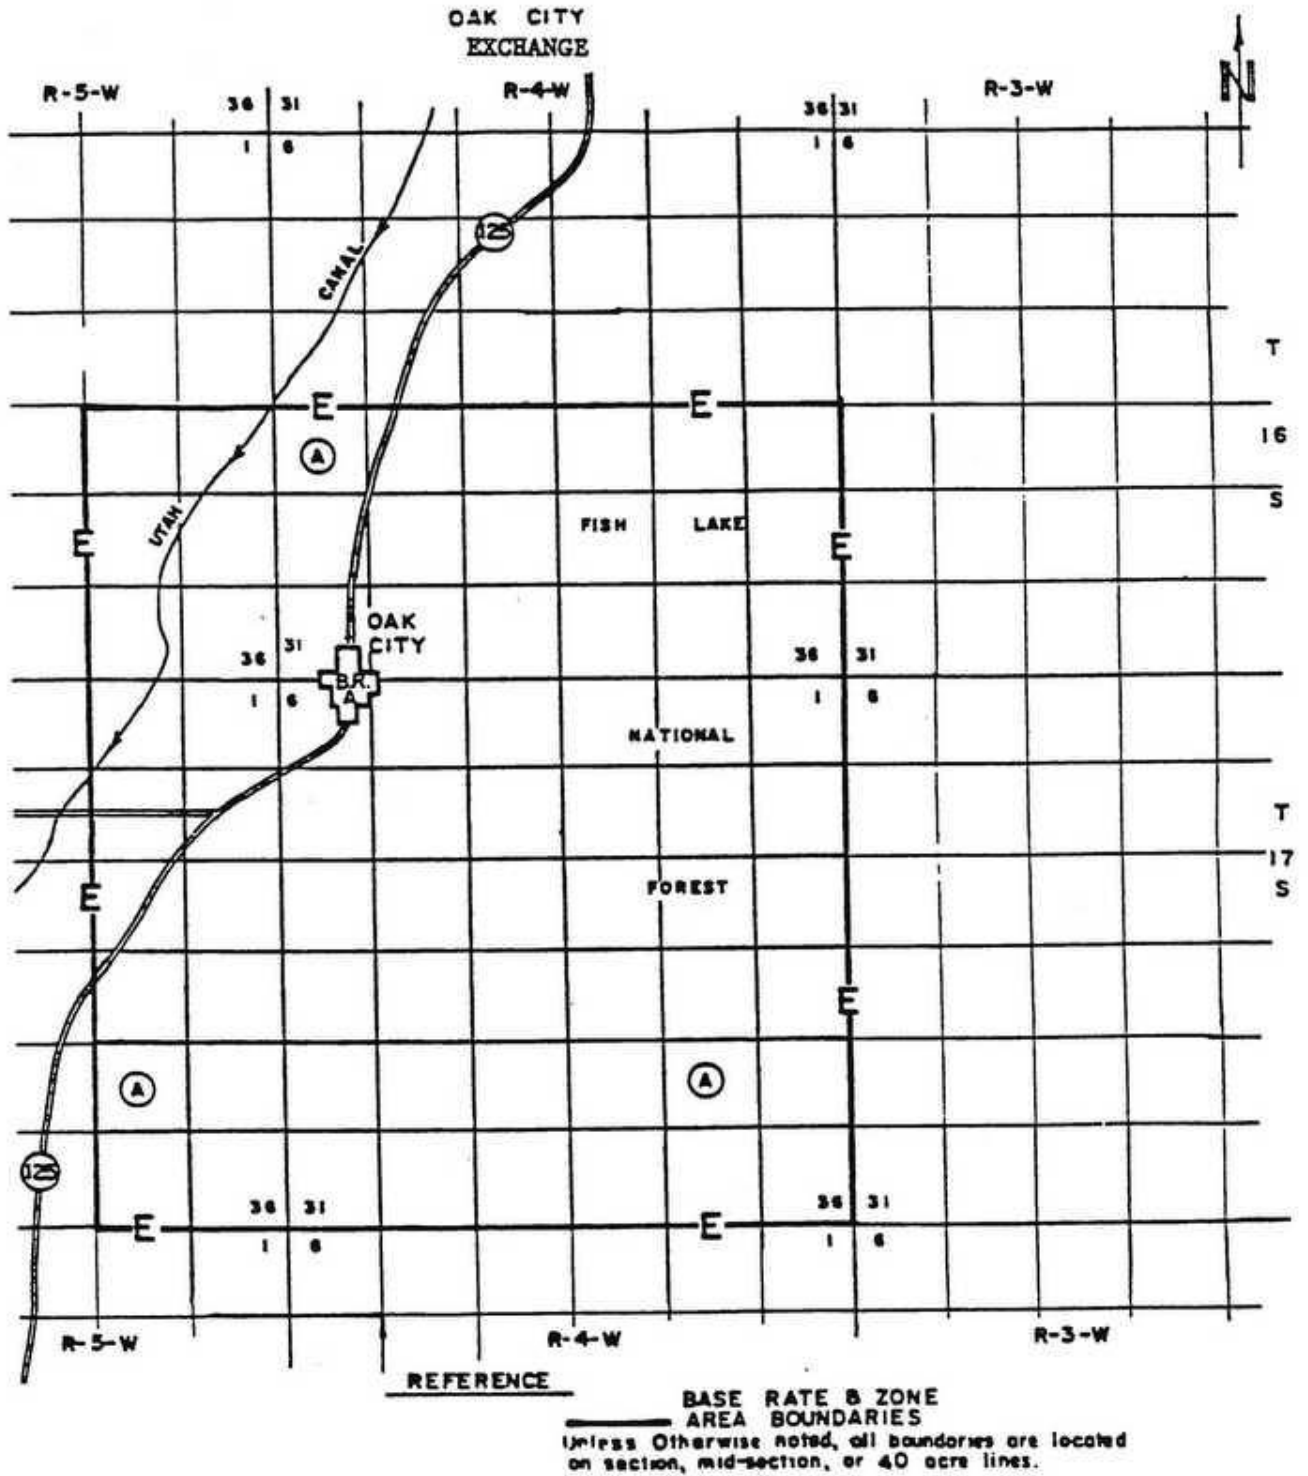 OAK CITY
EXCHANGE
R-5-W
R-4-W
R-3-W
N
36 31
1 6
36 31
1 6
125
CANAL
T
16
S
E
E
A
UTAH
E
FISH LAKE
E
OAK
CITY
36 31
1 6
B.R.
A
36 31
1 6
NATIONAL
T
17
S
E
FOREST
E
A
A
125
36 31
1 6
36 31
1 6
E
E
R-5-W
R-4-W
R-3-W
REFERENCE
BASE RATE & ZONE
AREA BOUNDARIES
Unless Otherwise noted, all boundaries are located
on section, mid-section, or 40 acre lines.